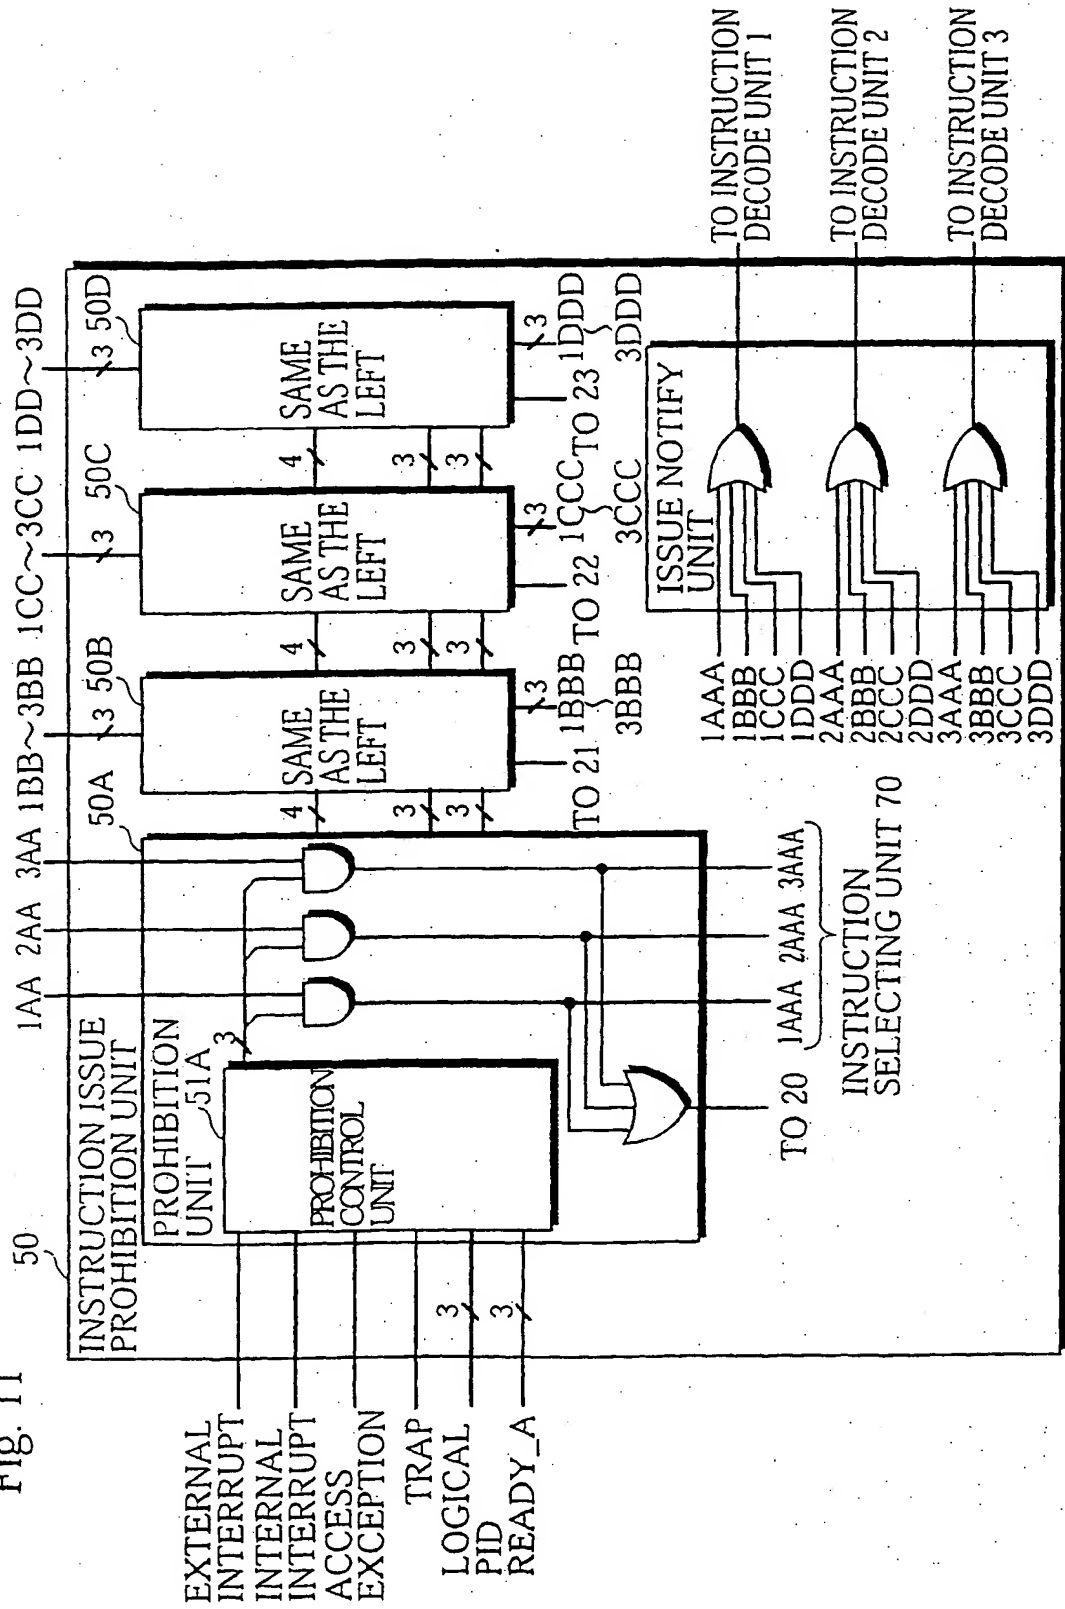 Fig. 11
50
INSTRUCTION ISSUE
PROHIBITION UNIT
1AA
2AA
3AA
1BB~3BB
1CC~3CC
1DD~3DD
50A
50B
50C
50D
3
3
3
PROHIBITION
UNIT
51A
3
PROHIBITION
CONTROL
UNIT
EXTERNAL
INTERRUPT
INTERNAL
INTERRUPT
ACCESS
EXCEPTION
TRAP
LOGICAL
PID
READY_A
3
3
4
3
3
SAME
AS THE
LEFT
4
3
3
SAME
AS THE
LEFT
4
3
3
SAME
AS THE
LEFT
TO 20
1AAA
2AAA
3AAA
INSTRUCTION
SELECTING UNIT 70
TO 21
3
1BBB
~
3BBB
TO 22
3
1CCC
~
3CCC
TO 23
3
1DDD
~
3DDD
ISSUE NOTIFY
UNIT
1AAA
1BBB
1CCC
1DDD
2AAA
2BBB
2CCC
2DDD
3AAA
3BBB
3CCC
3DDD
TO INSTRUCTION
DECODE UNIT 1
TO INSTRUCTION
DECODE UNIT 2
TO INSTRUCTION
DECODE UNIT 3